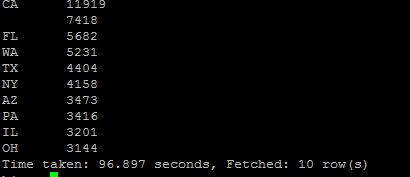 CA 11919
7418
FL 5682
WA 5231
TX 4404
NY 4158
AZ 3473
PA 3416
IL 3201
OH 3144
Time taken: 96.897 seconds, Fetched: 10 row(s)